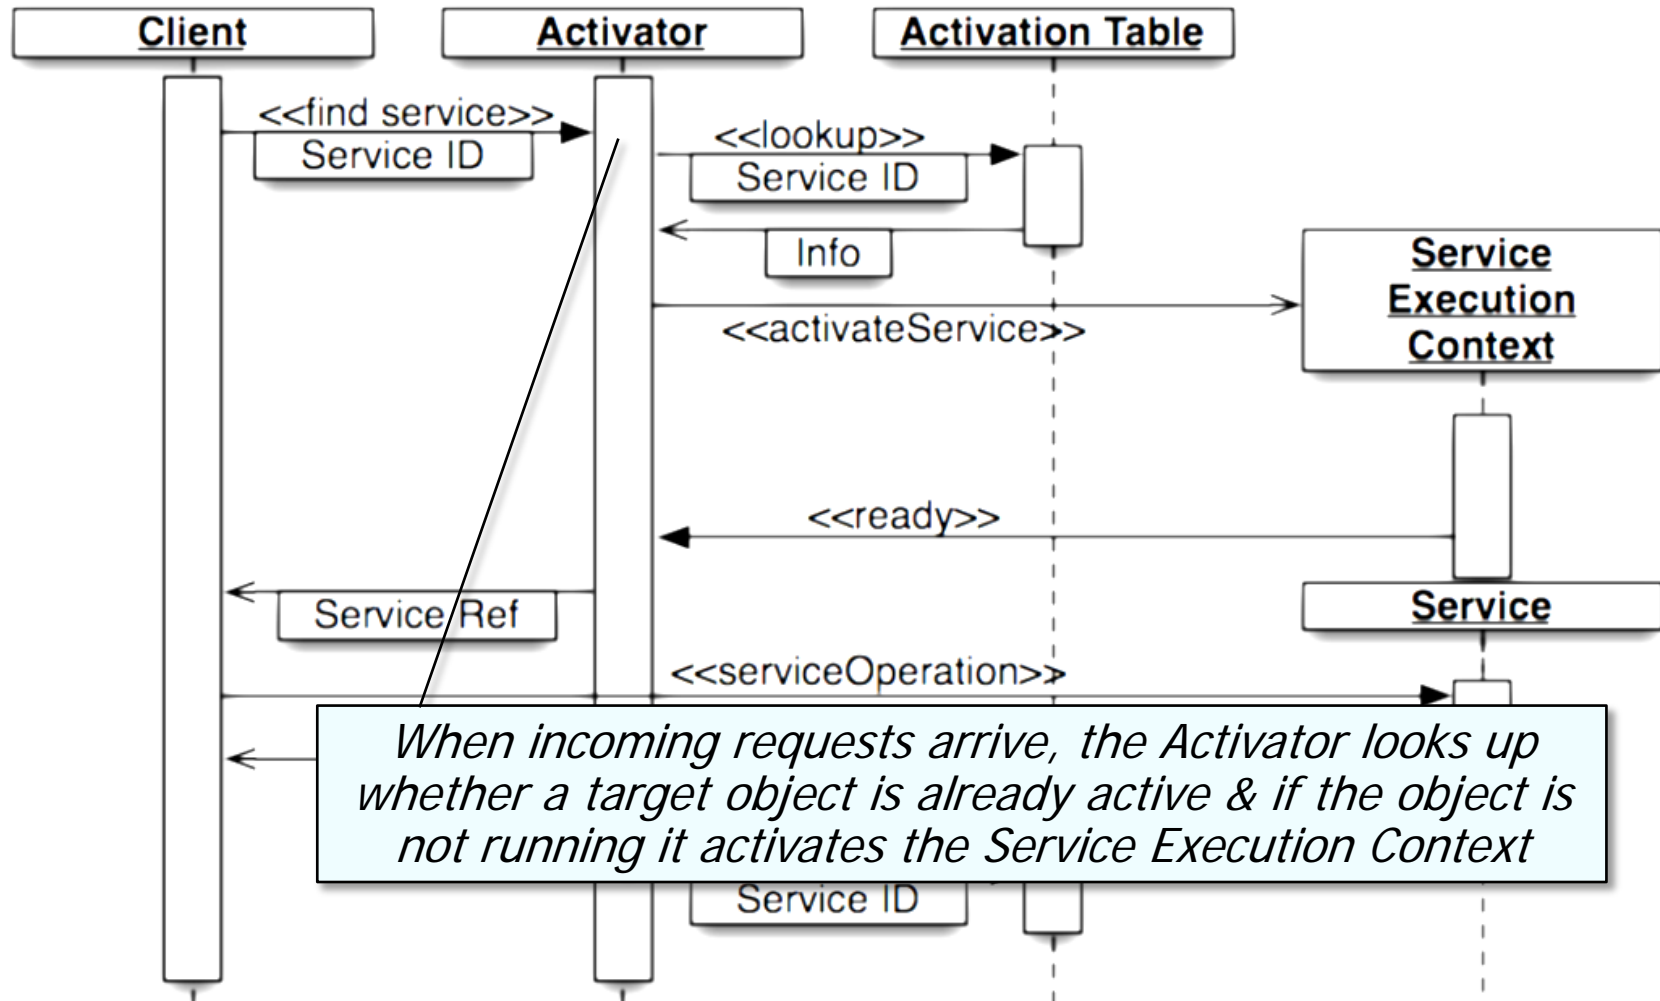 Client
Activator
Activation Table
<<find service>>
Service ID
<<lookup>>
Service ID
Info
Service
Execution
Context
<<activateService>>
<<ready>>
Service Ref
Service
<<serviceOperation>>
When incoming requests arrive, the Activator looks up
whether a target object is already active & if the object is
not running it activates the Service Execution Context
Service ID